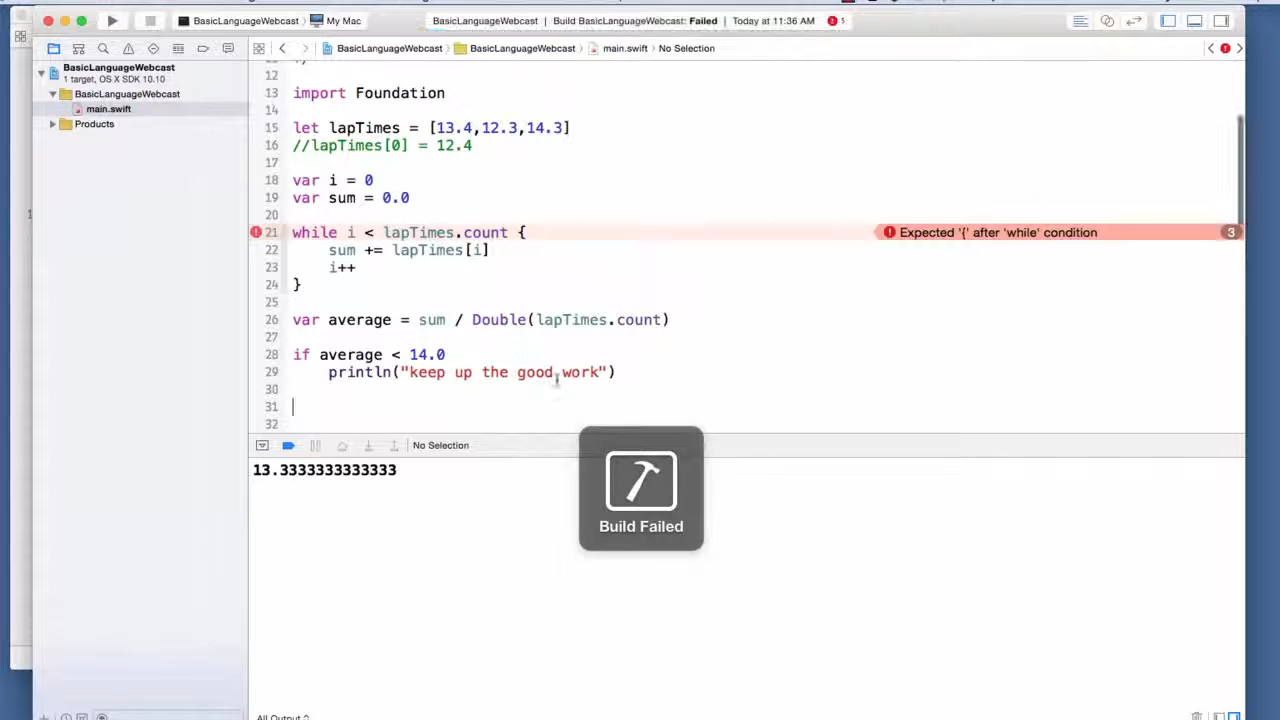 BasicLanguageWebcast My Mac BasicLanguageWebcast | Build BasicLanguageWebcast: Failed | Today at 11:36 AM 5
BasicLanguageWebcast BasicLanguageWebcast main.swift No Selection
BasicLanguageWebcast
1 target, OS X SDK 10.10
BasicLanguageWebcast
main.swift
Products
12
13 import Foundation
14
15 let lapTimes = [13.4,12.3,14.3]
16 //lapTimes[0] = 12.4
17
18 var i = 0
19 var sum = 0.0
20
21 while i < lapTimes.count { Expected '{' after 'while' condition 3
22 sum += lapTimes[i]
23 i++
24 }
25
26 var average = sum / Double(lapTimes.count)
27
28 if average < 14.0
29 println("keep up the good work")
30
31
32
No Selection
13.3333333333333
Build Failed
All Output